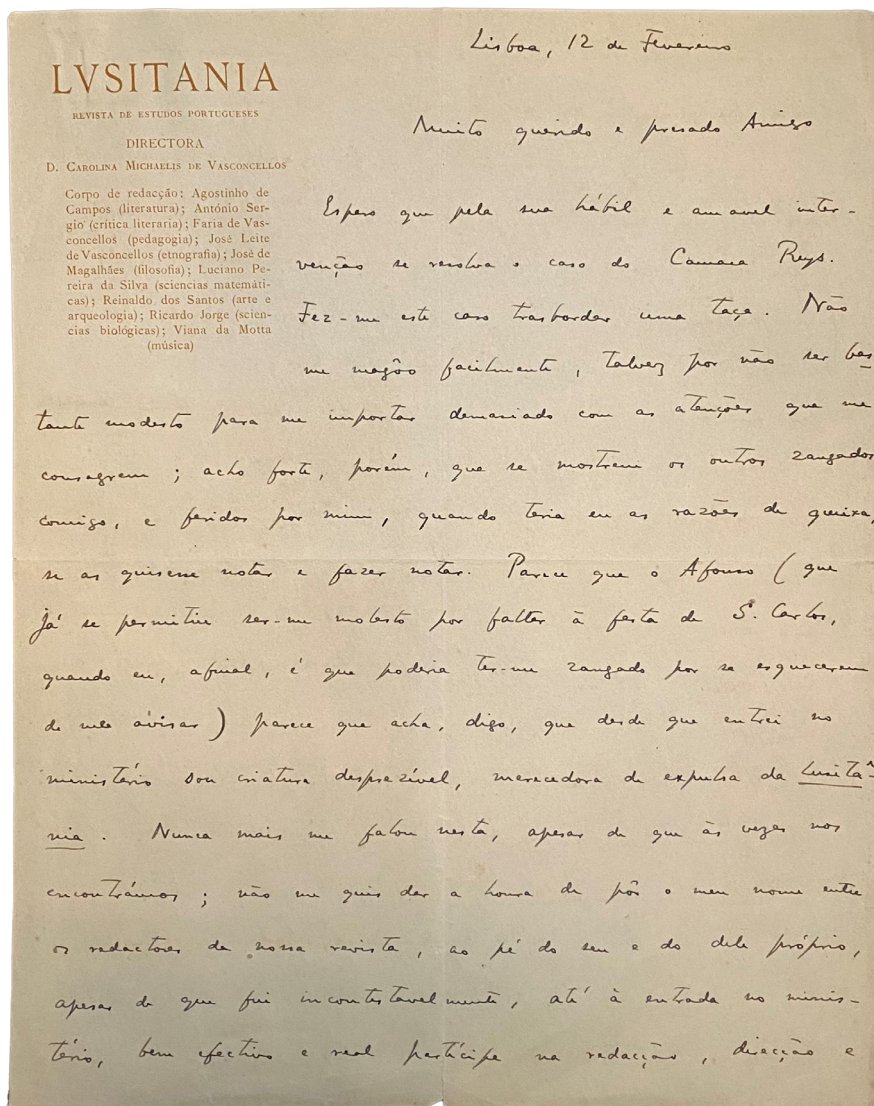 LVSITANIA
REVISTA DE ESTUDOS PORTUGUESES
DIRECTORA
D. CAROLINA MICHAELIS DE VASCONCELLOS
Corpo de redacção; Agostinho de
Campos (literatura); António Ser-
gio (crítica literaria); Faria de Vas-
concellos (pedagogia); José Leite
de Vasconcellos (etnografia); José de
Magalhães (filosofia); Luciano Pe-
reira da Silva (sciencias matemáti-
cas); Reinaldo dos Santos (arte e
arqueologia); Ricardo Jorge (scien-
cias biológicas); Viana da Motta
(música)
Lisboa, 12 de Fevereiro
Muito querido e presado Amigo
Espero que pela sua hábil e amavel inter-
venção se resolva o caso do Camara Reys.
Fez-me este caso trasbordar uma taça. Não
me magôo facilmente, talvez por não ser bas
tante modesto para me importar demasiado com as atenções que me
consagrem; acho forte, porém, que se mostrem os outros zangados
comigo, e feridos por mim, quando teria eu as razões de queixa,
se as quisesse notar e fazer notar. Parece que o Afonso (que
já se permitiu ser-me molesto por faltar à festa de S. Carlos,
quando eu, afinal, é que poderia ter-me zangado por se esquecerem
de me avisar) parece que acha, digo, que desde que entrei no
ministério sou criatura desprezível, merecedora de expulsa da Lusitâ-
nia. Nunca mais me falou nesta, apesar de que às vezes nos
encontrámos; não me quis dar a honra de pôr o meu nome entre
os redactores da nossa revista, ao pé do seu e do dele próprio,
apesar de que fui incontestavelmente, até à entrada no minis-
tério, bem efectivo e real partícipe na redacção, direcção e